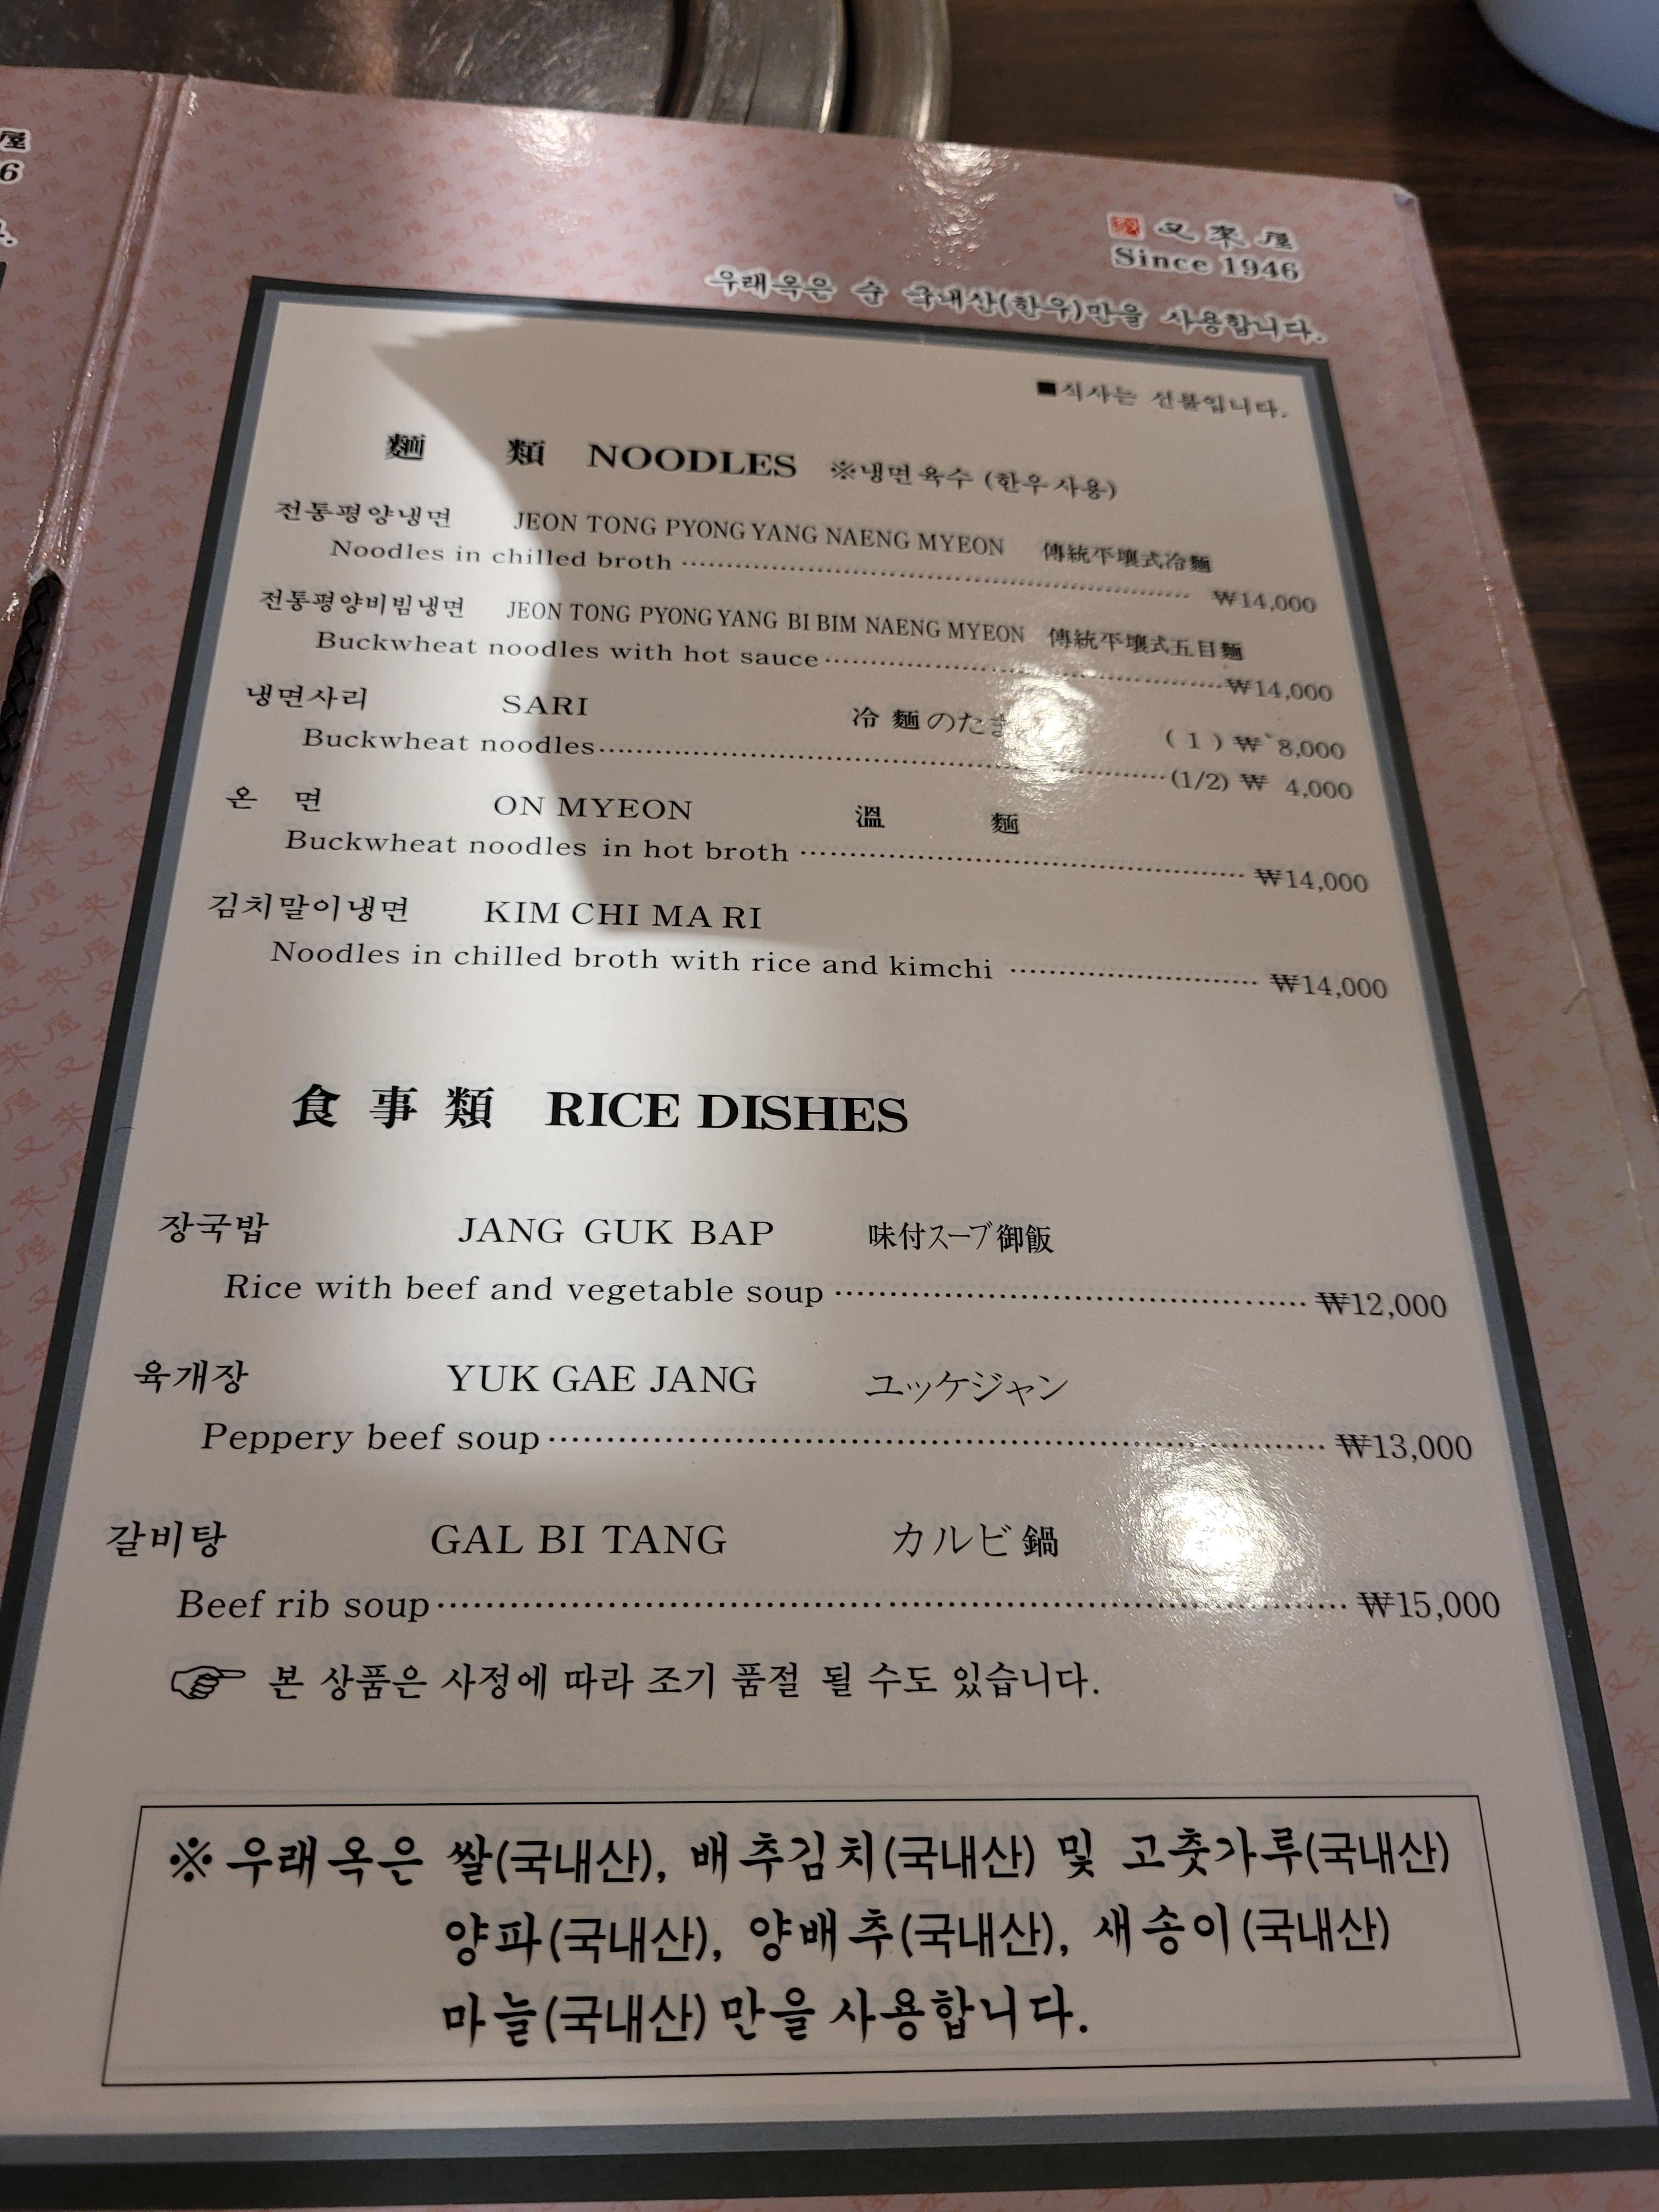 屋
6
又來屋
Since 1946
우래옥은 순 국내산(한우)만을 사용합니다.
■식사는 선불입니다.
麵 類 NOODLES ※냉면육수 (한우사용)
전통평양냉면 JEON TONG PYONG YANG NAENG MYEON 傳統平壤式冷麵
Noodles in chilled broth ₩14,000
전통평양비빔냉면 JEON TONG PYONG YANG BI BIM NAENG MYEON 傳統平壤式五目麵
Buckwheat noodles with hot sauce ₩14,000
냉면사리 SARI 冷麵のたま (1) ₩ 8,000
Buckwheat noodles (1/2) ₩ 4,000
온 면 ON MYEON 溫 麵
Buckwheat noodles in hot broth ₩14,000
김치말이냉면 KIM CHI MA RI
Noodles in chilled broth with rice and kimchi ₩14,000
食事類 RICE DISHES
장국밥 JANG GUK BAP 味付スープ御飯
Rice with beef and vegetable soup ₩12,000
육개장 YUK GAE JANG ユッケジャン
Peppery beef soup ₩13,000
갈비탕 GAL BI TANG カルビ鍋
Beef rib soup ₩15,000
본 상품은 사정에 따라 조기 품절 될 수도 있습니다.
※우래옥은 쌀(국내산), 배추김치(국내산) 및 고춧가루(국내산)
양파(국내산), 양배추(국내산), 새송이(국내산)
마늘(국내산)만을 사용합니다.